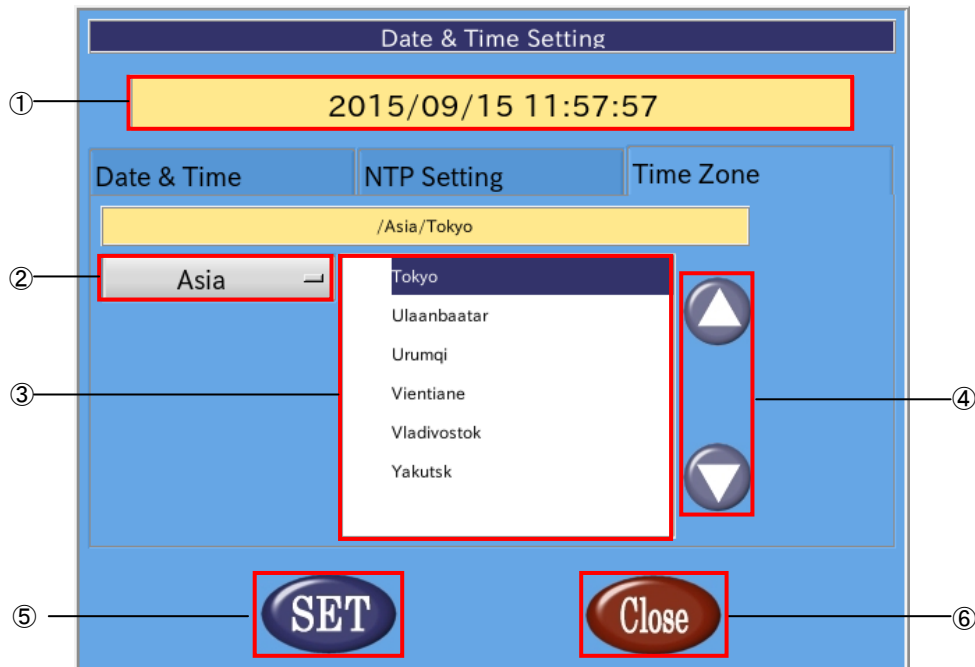 Date & Time Setting
① 2015/09/15 11:57:57
Date & Time NTP Setting Time Zone
/Asia/Tokyo
② Asia Tokyo
Ulaanbaatar
Urumqi
③ Vientiane ④
Vladivostok
Yakutsk
⑤ SET Close ⑥